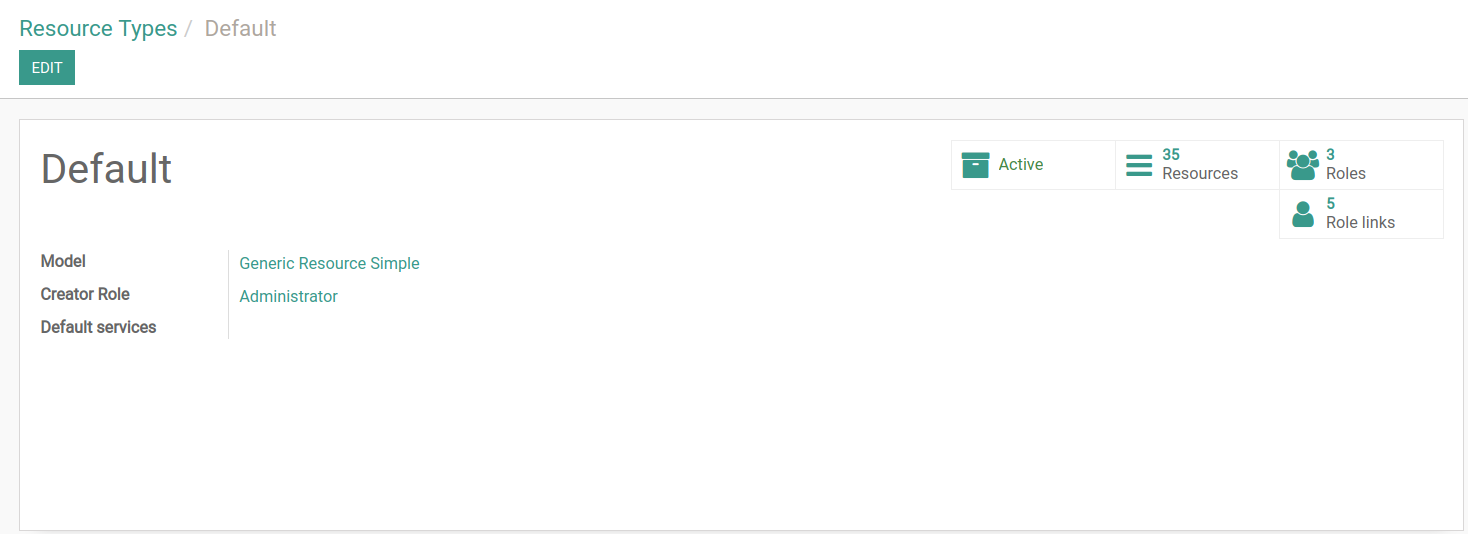 Resource Types / Default
EDIT
Default
Active
35
Resources
3
Roles
5
Role links
Model
Generic Resource Simple
Creator Role
Administrator
Default services